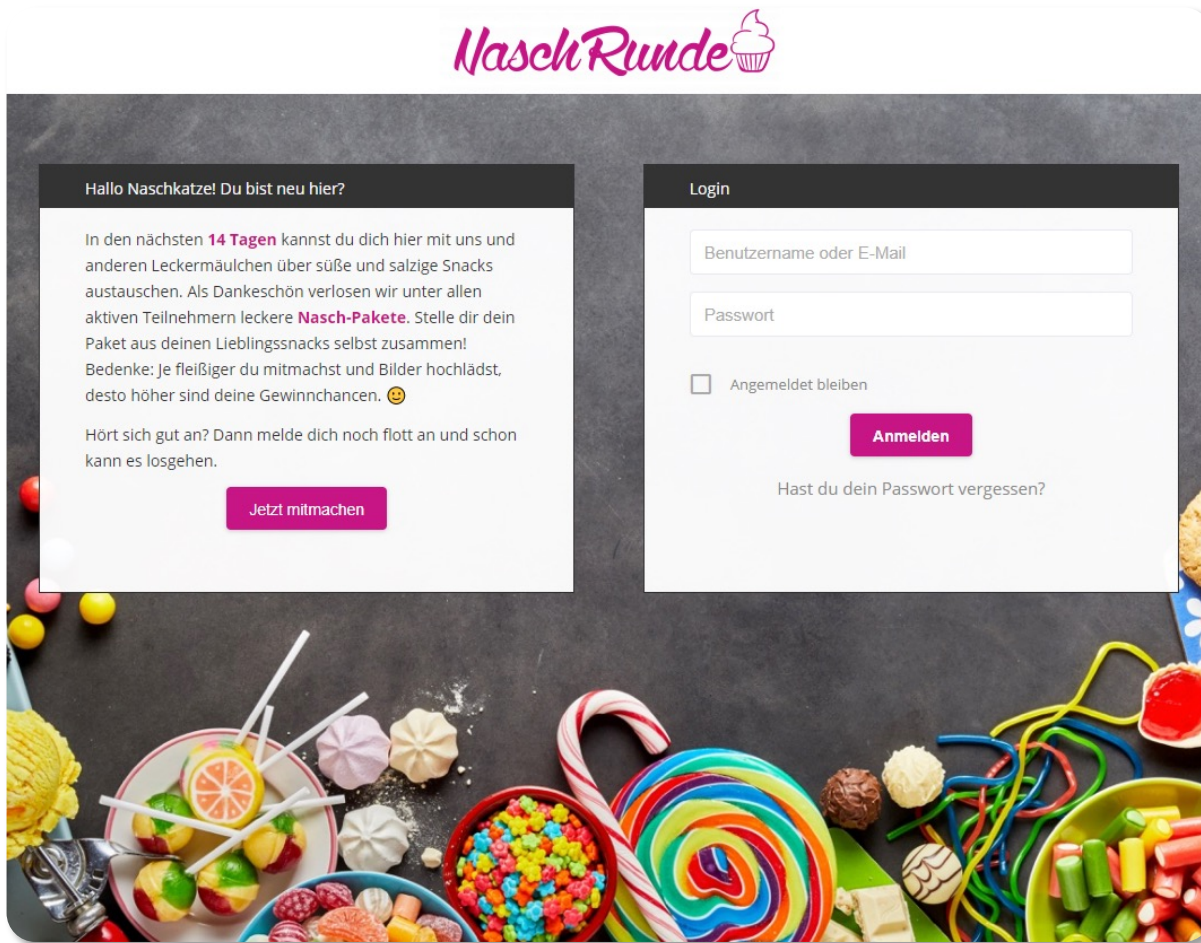 NaschRunde
Hallo Naschkatze! Du bist neu hier?
In den nächsten 14 Tagen kannst du dich hier mit uns und
anderen Leckermäulchen über süße und salzige Snacks
austauschen. Als Dankeschön verlosen wir unter allen
aktiven Teilnehmern leckere Nasch-Pakete. Stelle dir dein
Paket aus deinen Lieblingssnacks selbst zusammen!
Bedenke: Je fleißiger du mitmachst und Bilder hochlädst,
desto höher sind deine Gewinnchancen. 🙂
Hört sich gut an? Dann melde dich noch flott an und schon
kann es losgehen.
Jetzt mitmachen
Login
Benutzername oder E-Mail
Passwort
Angemeldet bleiben
Anmelden
Hast du dein Passwort vergessen?